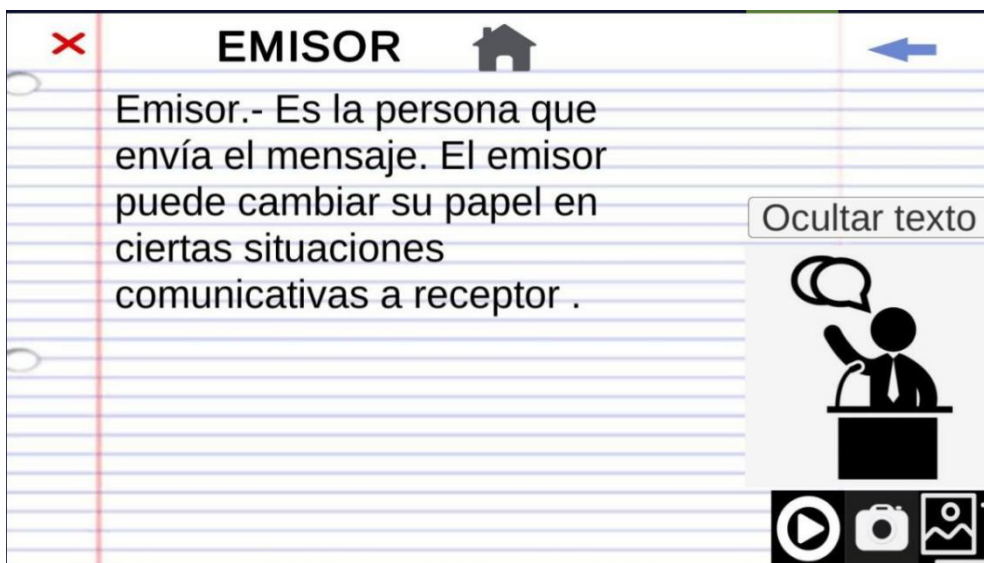 EMISOR
Emisor.- Es la persona que
envía el mensaje. El emisor
puede cambiar su papel en
ciertas situaciones
comunicativas a receptor .
Ocultar texto